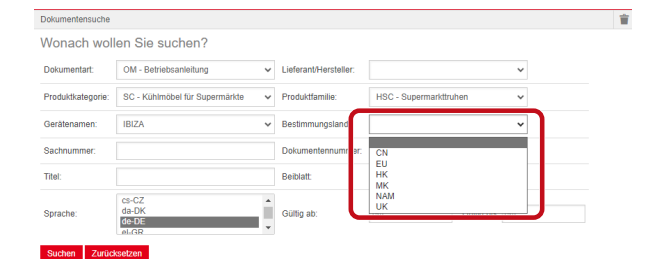 Dokumentensuche
Wonach wollen Sie suchen?
Dokumentart: OM - Betriebsanleitung Lieferant/Hersteller:
Produktkategorie: SC - Kühlmöbel für Supermärkte Produktfamilie: HSC - Supermarkttruhen
Gerätenamen: IBIZA Bestimmungsland
Sachnummer: Dokumentennummer:
CN
EU
HK
MK
NAM
UK
Titel: Beiblatt:
Sprache: cs-CZ
da-DK
de-DE
el-GR
Gültig ab:
Suchen Zurücksetzen